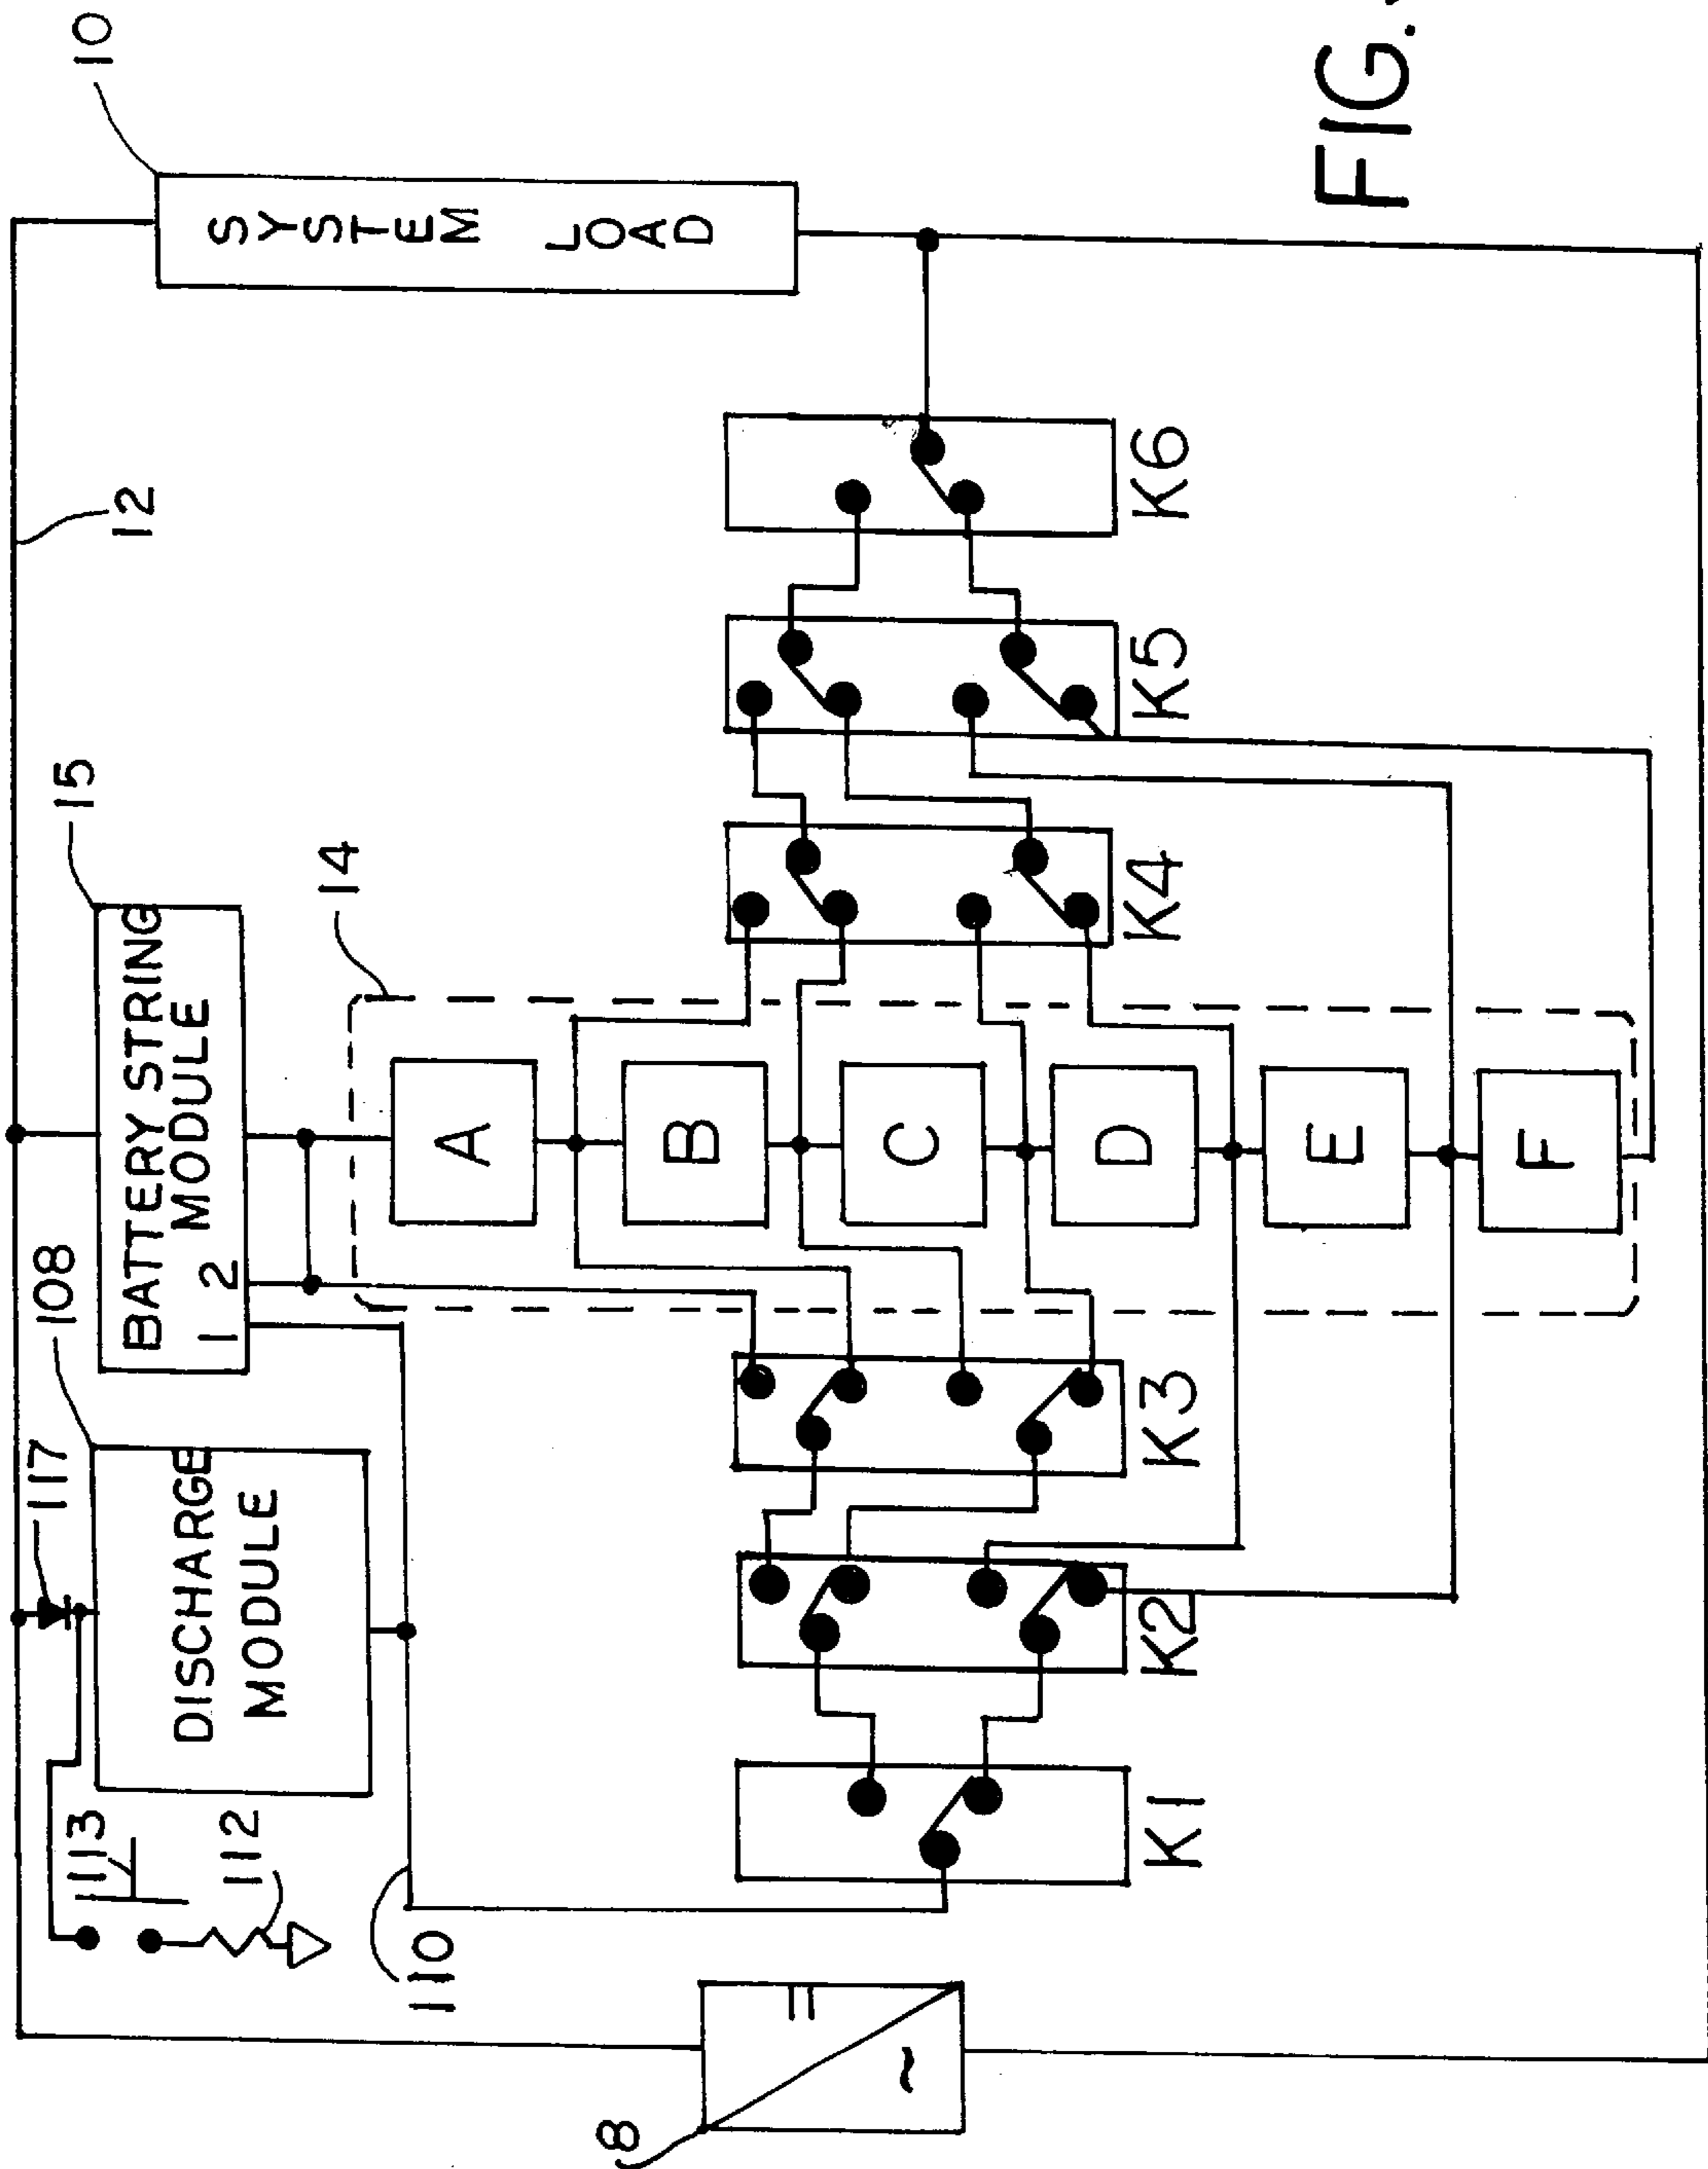 10
SYSTEM LOAD
12
15
BATTERY STRING
MODULE
1 2
14
108
117
DISCHARGE
MODULE
113
112
110
8
A
B
C
D
E
F
K1
K2
K3
K4
K5
K6
FIG.